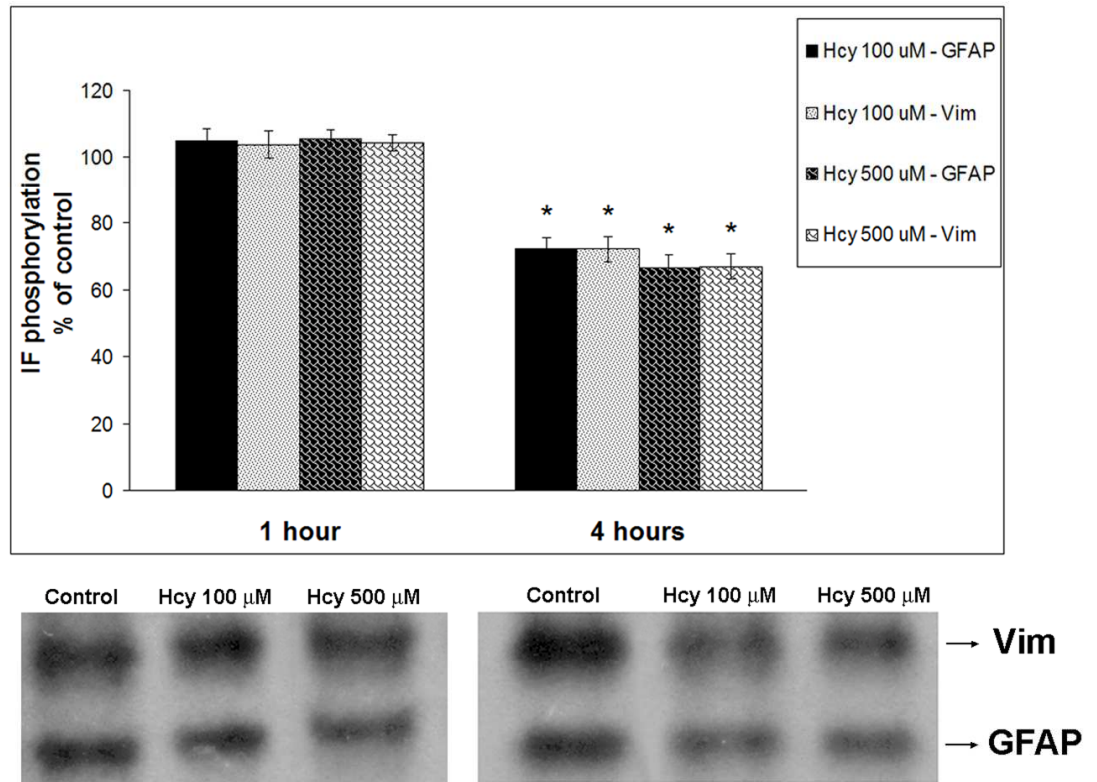 Hcy 100 uM - GFAP
Hcy 100 uM - Vim
Hcy 500 uM - GFAP
Hcy 500 uM - Vim
IF phosphorylation
% of control
120
100
80
60
40
20
0
* * * *
1 hour 4 hours
Control Hcy 100 μM Hcy 500 μM Control Hcy 100 μM Hcy 500 μM
→ Vim
→ GFAP